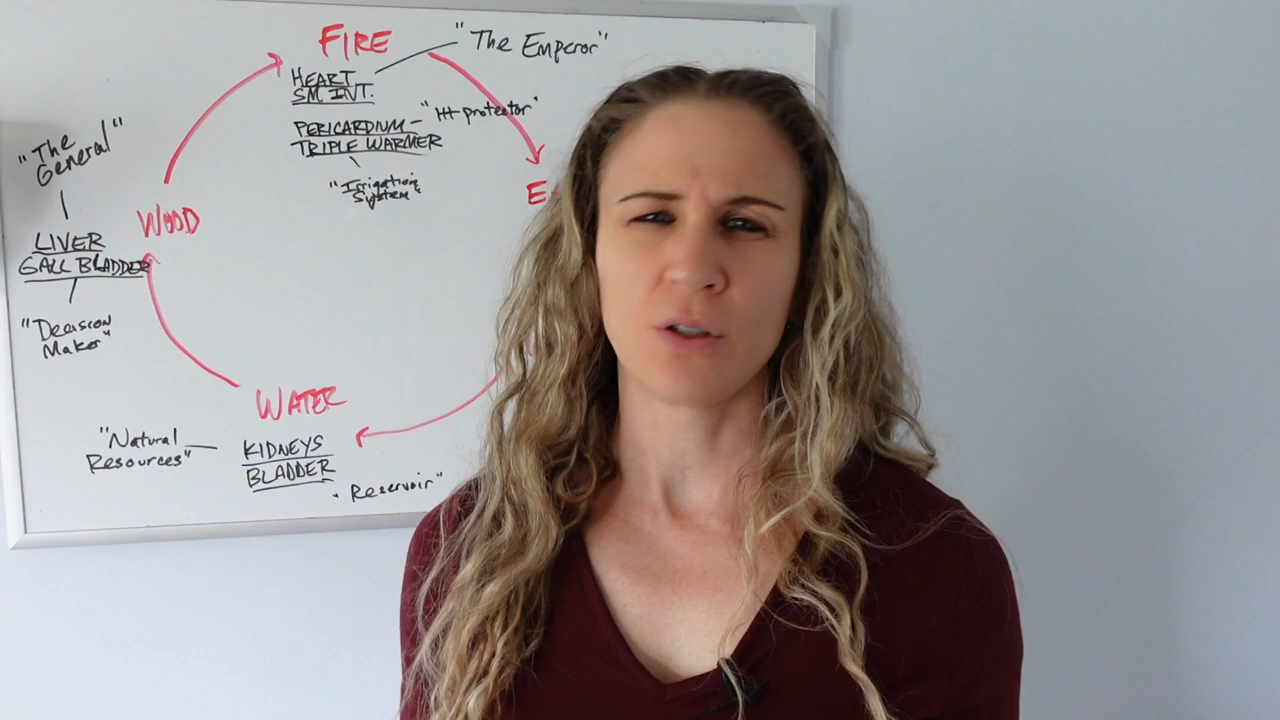 FIRE
"The Emperor"
HEART
SM. INT.
"Ht protector"
PERICARDIUM -
TRIPLE WARMER
"Irrigation
System"
E
"The
General"
WOOD
LIVER
GALL BLADDER
"Decision
Maker"
WATER
"Natural
Resources"
KIDNEYS
BLADDER
"Reservoir"